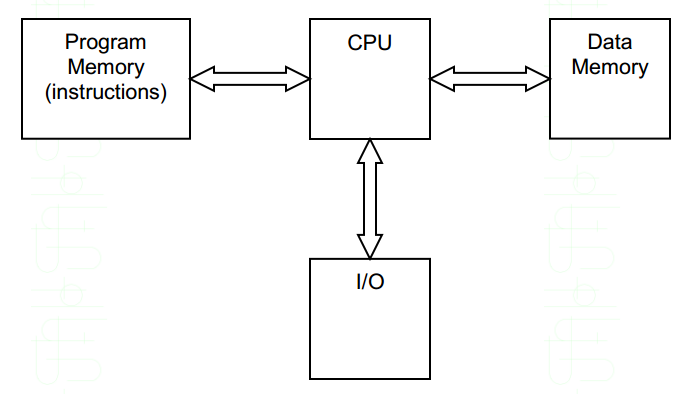 Program
Memory
(instructions)
CPU
Data
Memory
I/O